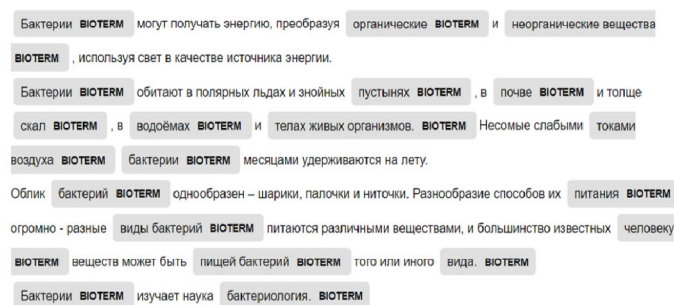 Бактерии BIOTERM могут получать энергию, преобразуя органические BIOTERM и неорганические вещества
BIOTERM , используя свет в качестве источника энергии.
Бактерии BIOTERM обитают в полярных льдах и знойных пустынях BIOTERM , в почве BIOTERM и толще
скал BIOTERM , в водоёмах BIOTERM и телах живых организмов. BIOTERM Несомые слабыми токами
воздуха BIOTERM бактерии BIOTERM месяцами удерживаются на лету.
Облик бактерий BIOTERM однообразен – шарики, палочки и ниточки. Разнообразие способов их питания BIOTERM
огромно - разные виды бактерий BIOTERM питаются различными веществами, и большинство известных человеку
BIOTERM веществ может быть пищей бактерий BIOTERM того или иного вида. BIOTERM
Бактерии BIOTERM изучает наука бактериология. BIOTERM